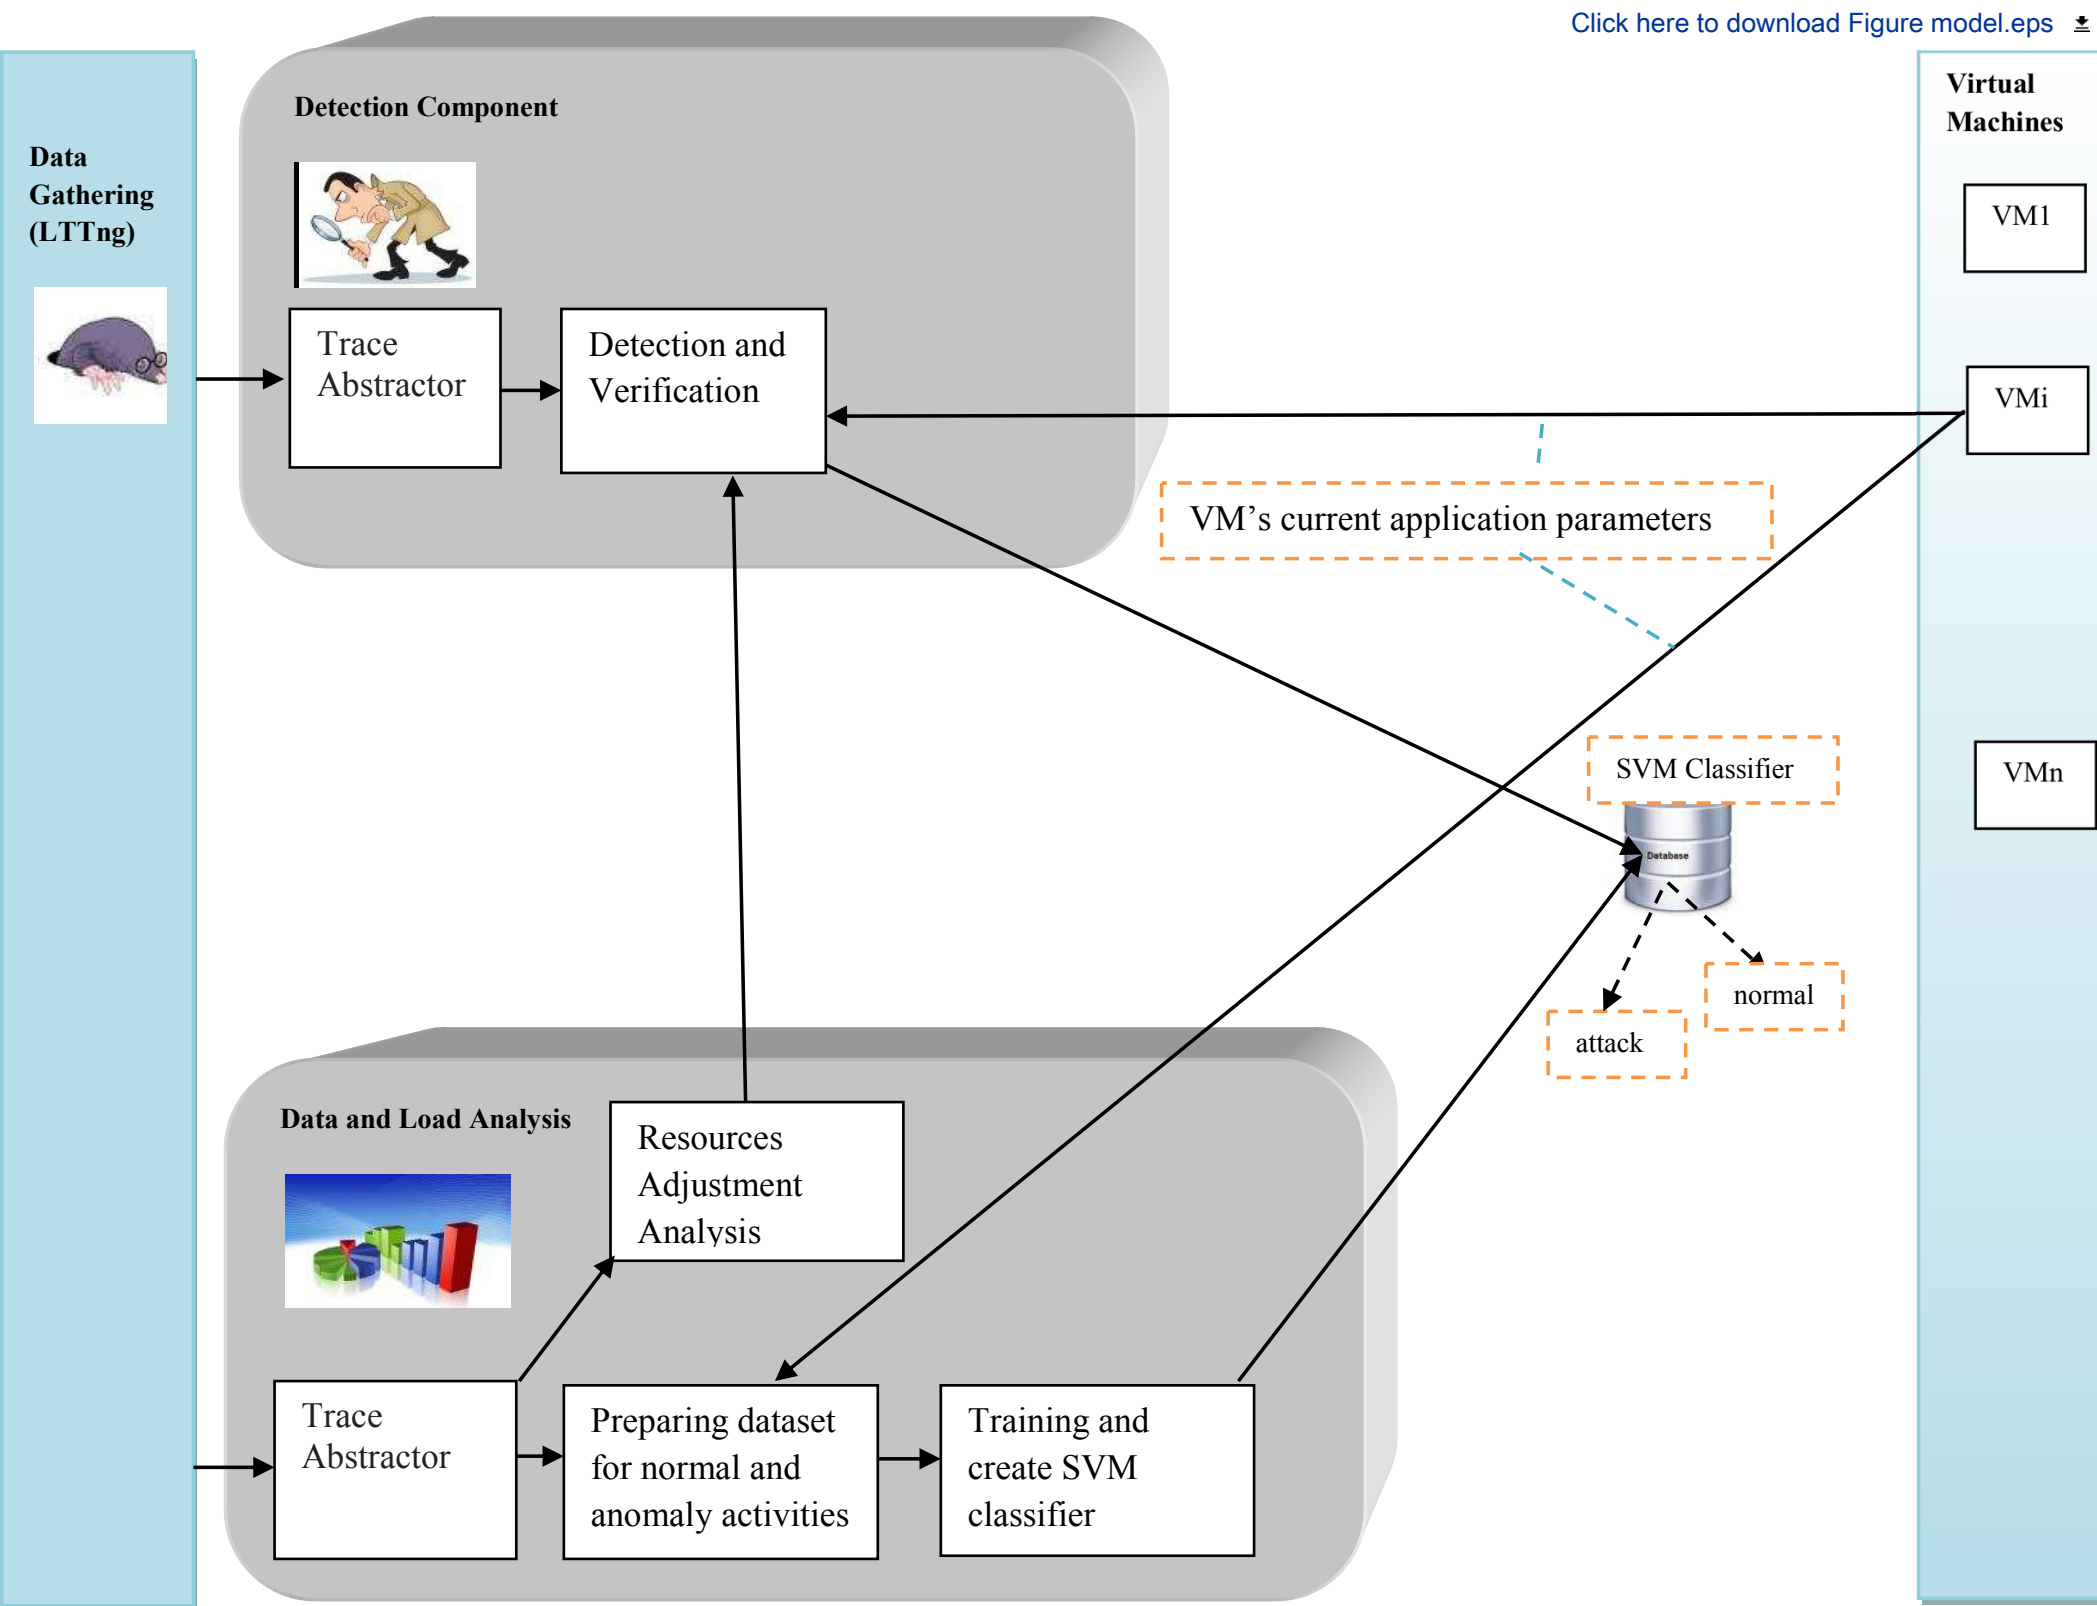 Click here to download Figure model.eps
Data
Gathering
(LTTng)
Detection Component
Trace
Abstractor
Detection and
Verification
Virtual
Machines
VM1
VMi
VMn
VM’s current application parameters
SVM Classifier
Database
normal
attack
Data and Load Analysis
Resources
Adjustment
Analysis
Trace
Abstractor
Preparing dataset
for normal and
anomaly activities
Training and
create SVM
classifier